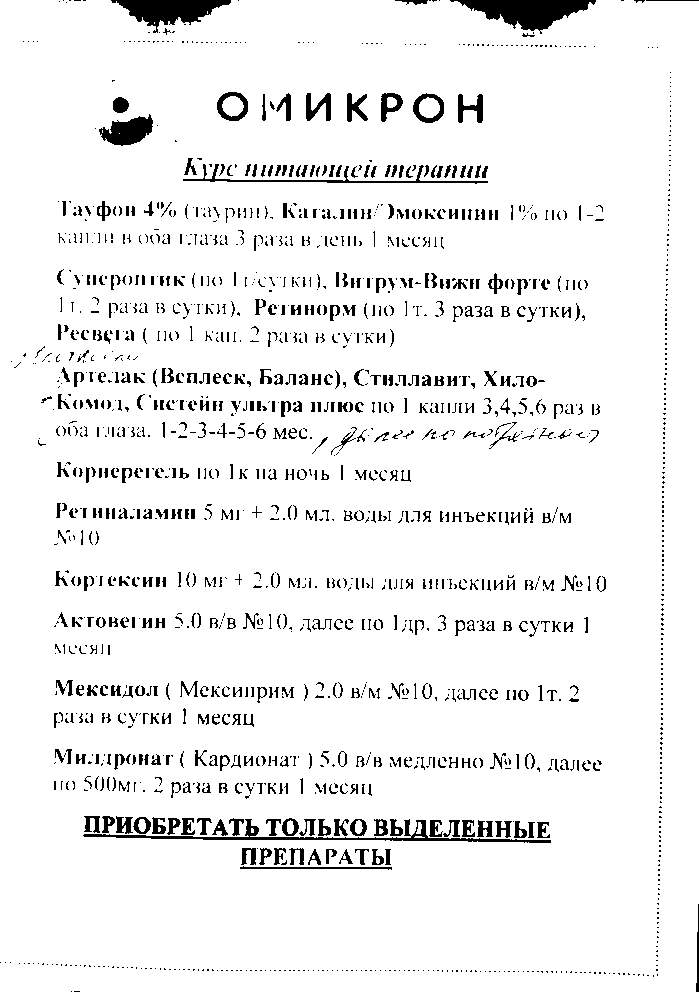 ОМИКРОН
Курс питающей терапии
Тауфон 4% (таурин), Каталин/Эмоксипин 1% по 1-2
капли в оба глаза 3 раза в день 1 месяц
Супероптик (по 1т/сутки), Витрум-Вижн форте (по
1т. 2 раза в сутки), Ретинорм (по 1т. 3 раза в сутки),
Ресвега ( по 1 кап. 2 раза в сутки)
Артелак (Всплеск, Баланс), Стиллавит, Хило-
Комод, Систейн ультра плюс по 1 капли 3,4,5,6 раз в
оба глаза. 1-2-3-4-5-6 мес. , далее по
Корнерегель по 1к на ночь 1 месяц
Ретиналамин 5 мг + 2.0 мл. воды для инъекций в/м
№10
Кортексин 10 мг + 2.0 мл. воды для инъекций в/м №10
Актовегин 5.0 в/в №10, далее по 1др. 3 раза в сутки 1
месяц
Мексидол ( Мексиприм ) 2.0 в/м №10, далее по 1т. 2
раза в сутки 1 месяц
Милдронат ( Кардионат ) 5.0 в/в медленно №10, далее
по 500мг. 2 раза в сутки 1 месяц
ПРИОБРЕТАТЬ ТОЛЬКО ВЫДЕЛЕННЫЕ
ПРЕПАРАТЫ